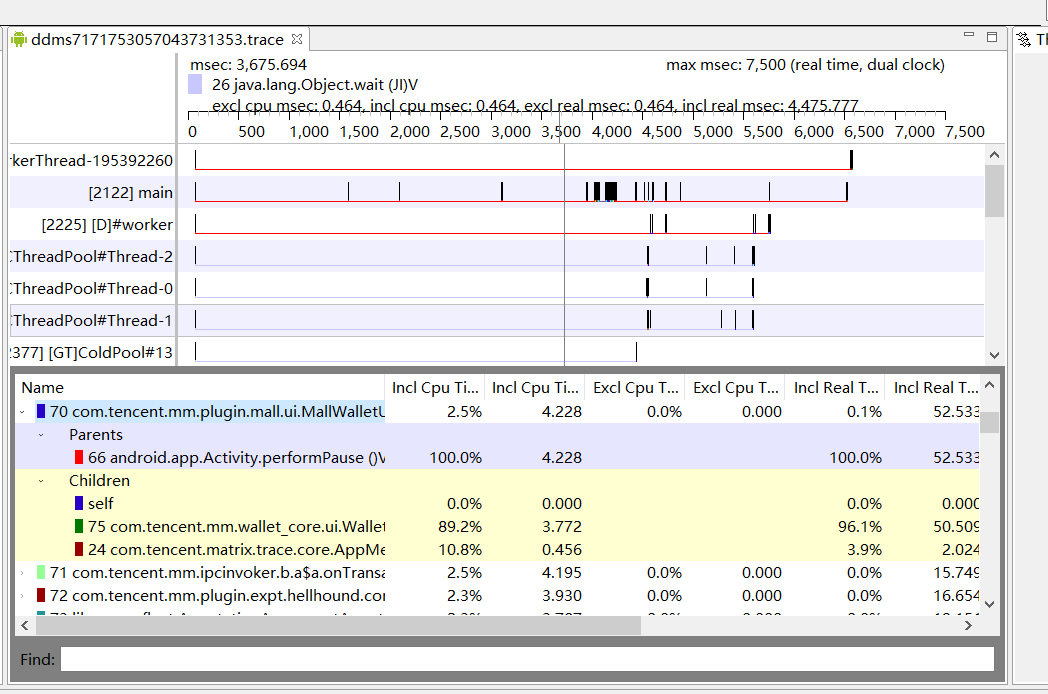 ddms7171753057043731353.trace
msec: 3,675.694 max msec: 7,500 (real time, dual clock)
26 java.lang.Object.wait (JI)V
excl cpu msec: 0.464, incl cpu msec: 0.464, excl real msec: 0.464, incl real msec: 4,475.777
0 500 1,000 1,500 2,000 2,500 3,000 3,500 4,000 4,500 5,000 5,500 6,000 6,500 7,000 7,500
rkerThread-195392260
[2122] main
[2225] [D]#worker
ThreadPool#Thread-2
ThreadPool#Thread-0
ThreadPool#Thread-1
2377] [GT]ColdPool#13
Name Incl Cpu Ti... Incl Cpu Ti... Excl Cpu T... Excl Cpu T... Incl Real T... Incl Real T...
70 com.tencent.mm.plugin.mall.ui.MallWalletU 2.5% 4.228 0.0% 0.000 0.1% 52.533
Parents
66 android.app.Activity.performPause ()V 100.0% 4.228 100.0% 52.533
Children
self 0.0% 0.000 0.0% 0.000
75 com.tencent.mm.wallet_core.ui.Wallet 89.2% 3.772 96.1% 50.509
24 com.tencent.matrix.trace.core.AppMe 10.8% 0.456 3.9% 2.024
71 com.tencent.mm.ipcinvoker.b.a$a.onTransa 2.5% 4.195 0.0% 0.000 0.0% 15.749
72 com.tencent.mm.plugin.expt.hellhound.cor 2.3% 3.930 0.0% 0.000 0.0% 16.654
Find: